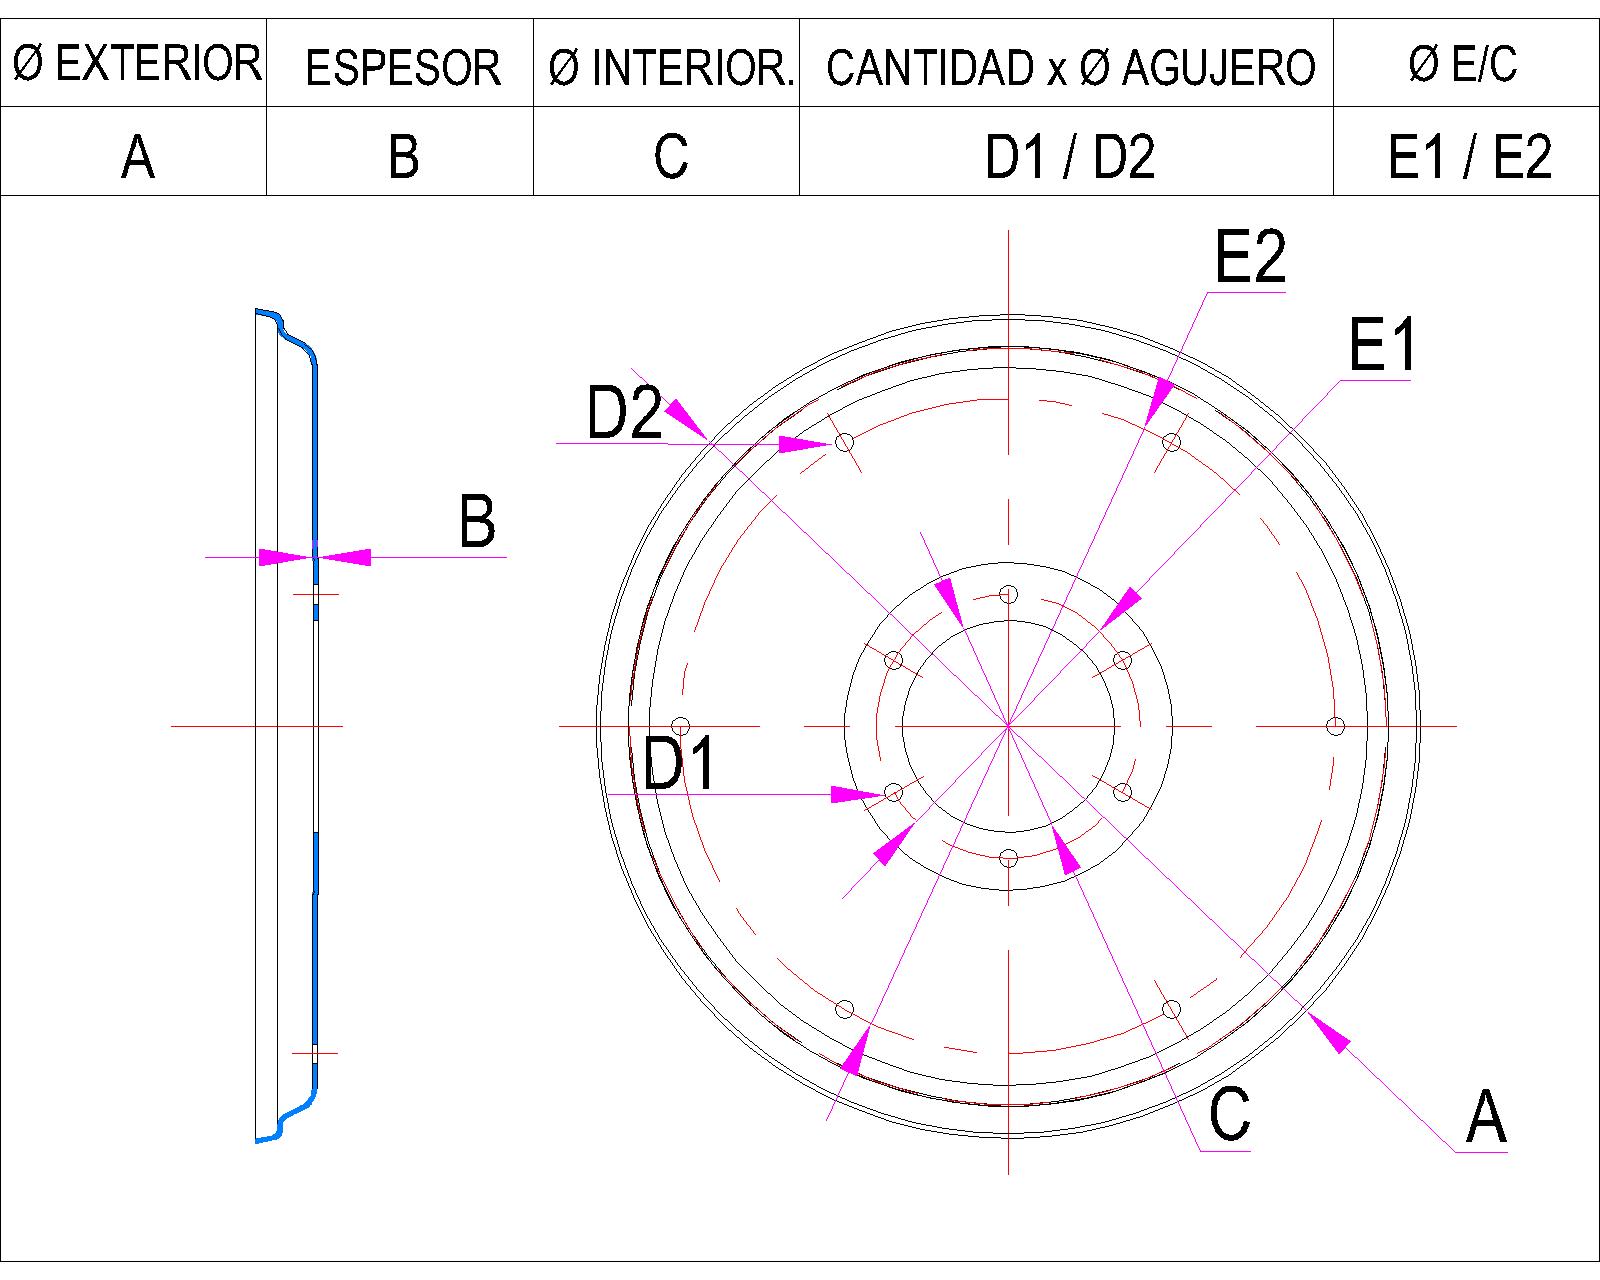 Ø EXTERIOR ESPESOR Ø INTERIOR. CANTIDAD x Ø AGUJERO Ø E/C
A B C D1 / D2 E1 / E2
E2
E1
D2
B
D1
C
A